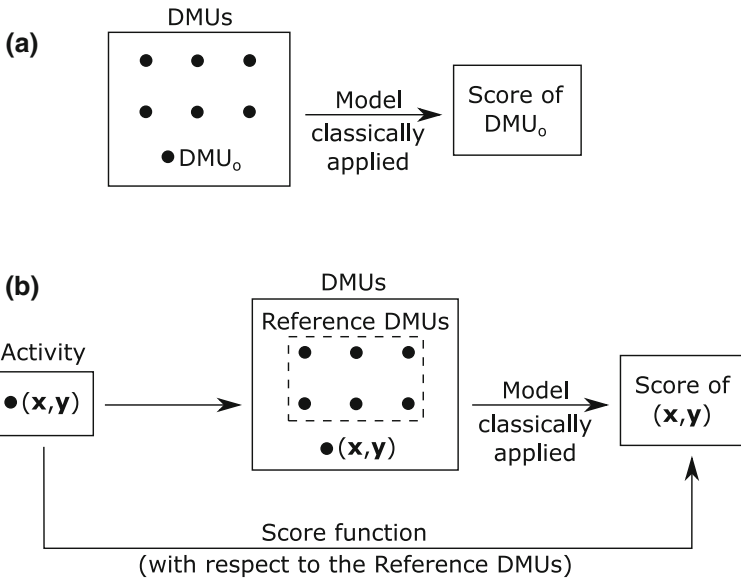 DMUs
(a)
DMUₒ
Model
classically
applied
Score of
DMUₒ
(b)
DMUs
Reference DMUs
Activity
(x,y)
(x,y)
Model
classically
applied
Score of
(x,y)
Score function
(with respect to the Reference DMUs)